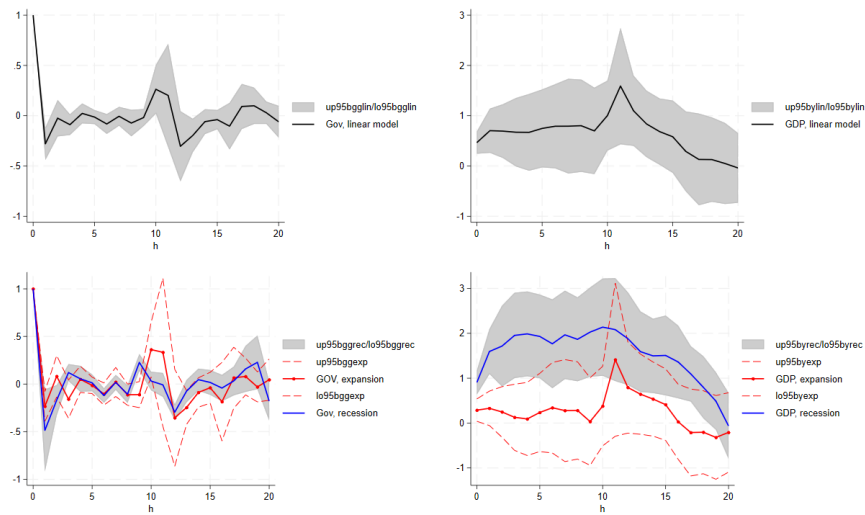 1
.5
0
-.5
-1
0
5
10
15
20
h
up95bgglin/lo95bgglin
Gov, linear model
3
2
1
0
-1
0
5
10
15
20
h
up95bylin/lo95bylin
GDP, linear model
1
.5
0
-.5
-1
0
5
10
15
20
h
up95bggrec/lo95bggrec
up95bggexp
GOV, expansion
lo95bggexp
Gov, recession
3
2
1
0
-1
0
5
10
15
20
h
up95byrec/lo95byrec
up95byexp
GDP, expansion
lo95byexp
GDP, recession